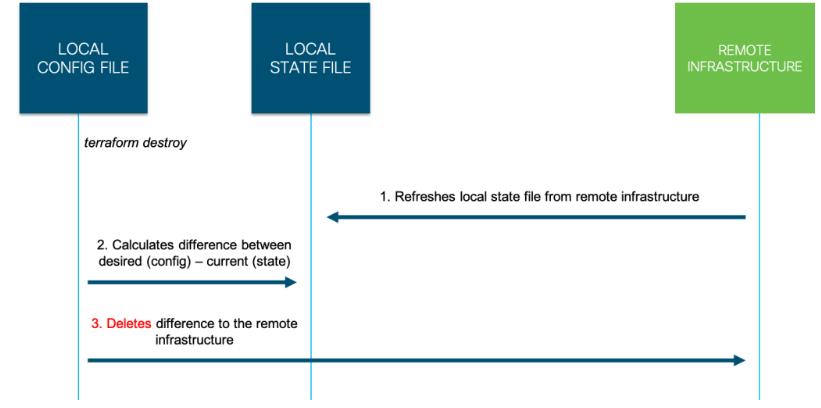 LOCAL
CONFIG FILE
LOCAL
STATE FILE
REMOTE
INFRASTRUCTURE
terraform destroy
1. Refreshes local state file from remote infrastructure
2. Calculates difference between
desired (config) – current (state)
3. Deletes difference to the remote
infrastructure